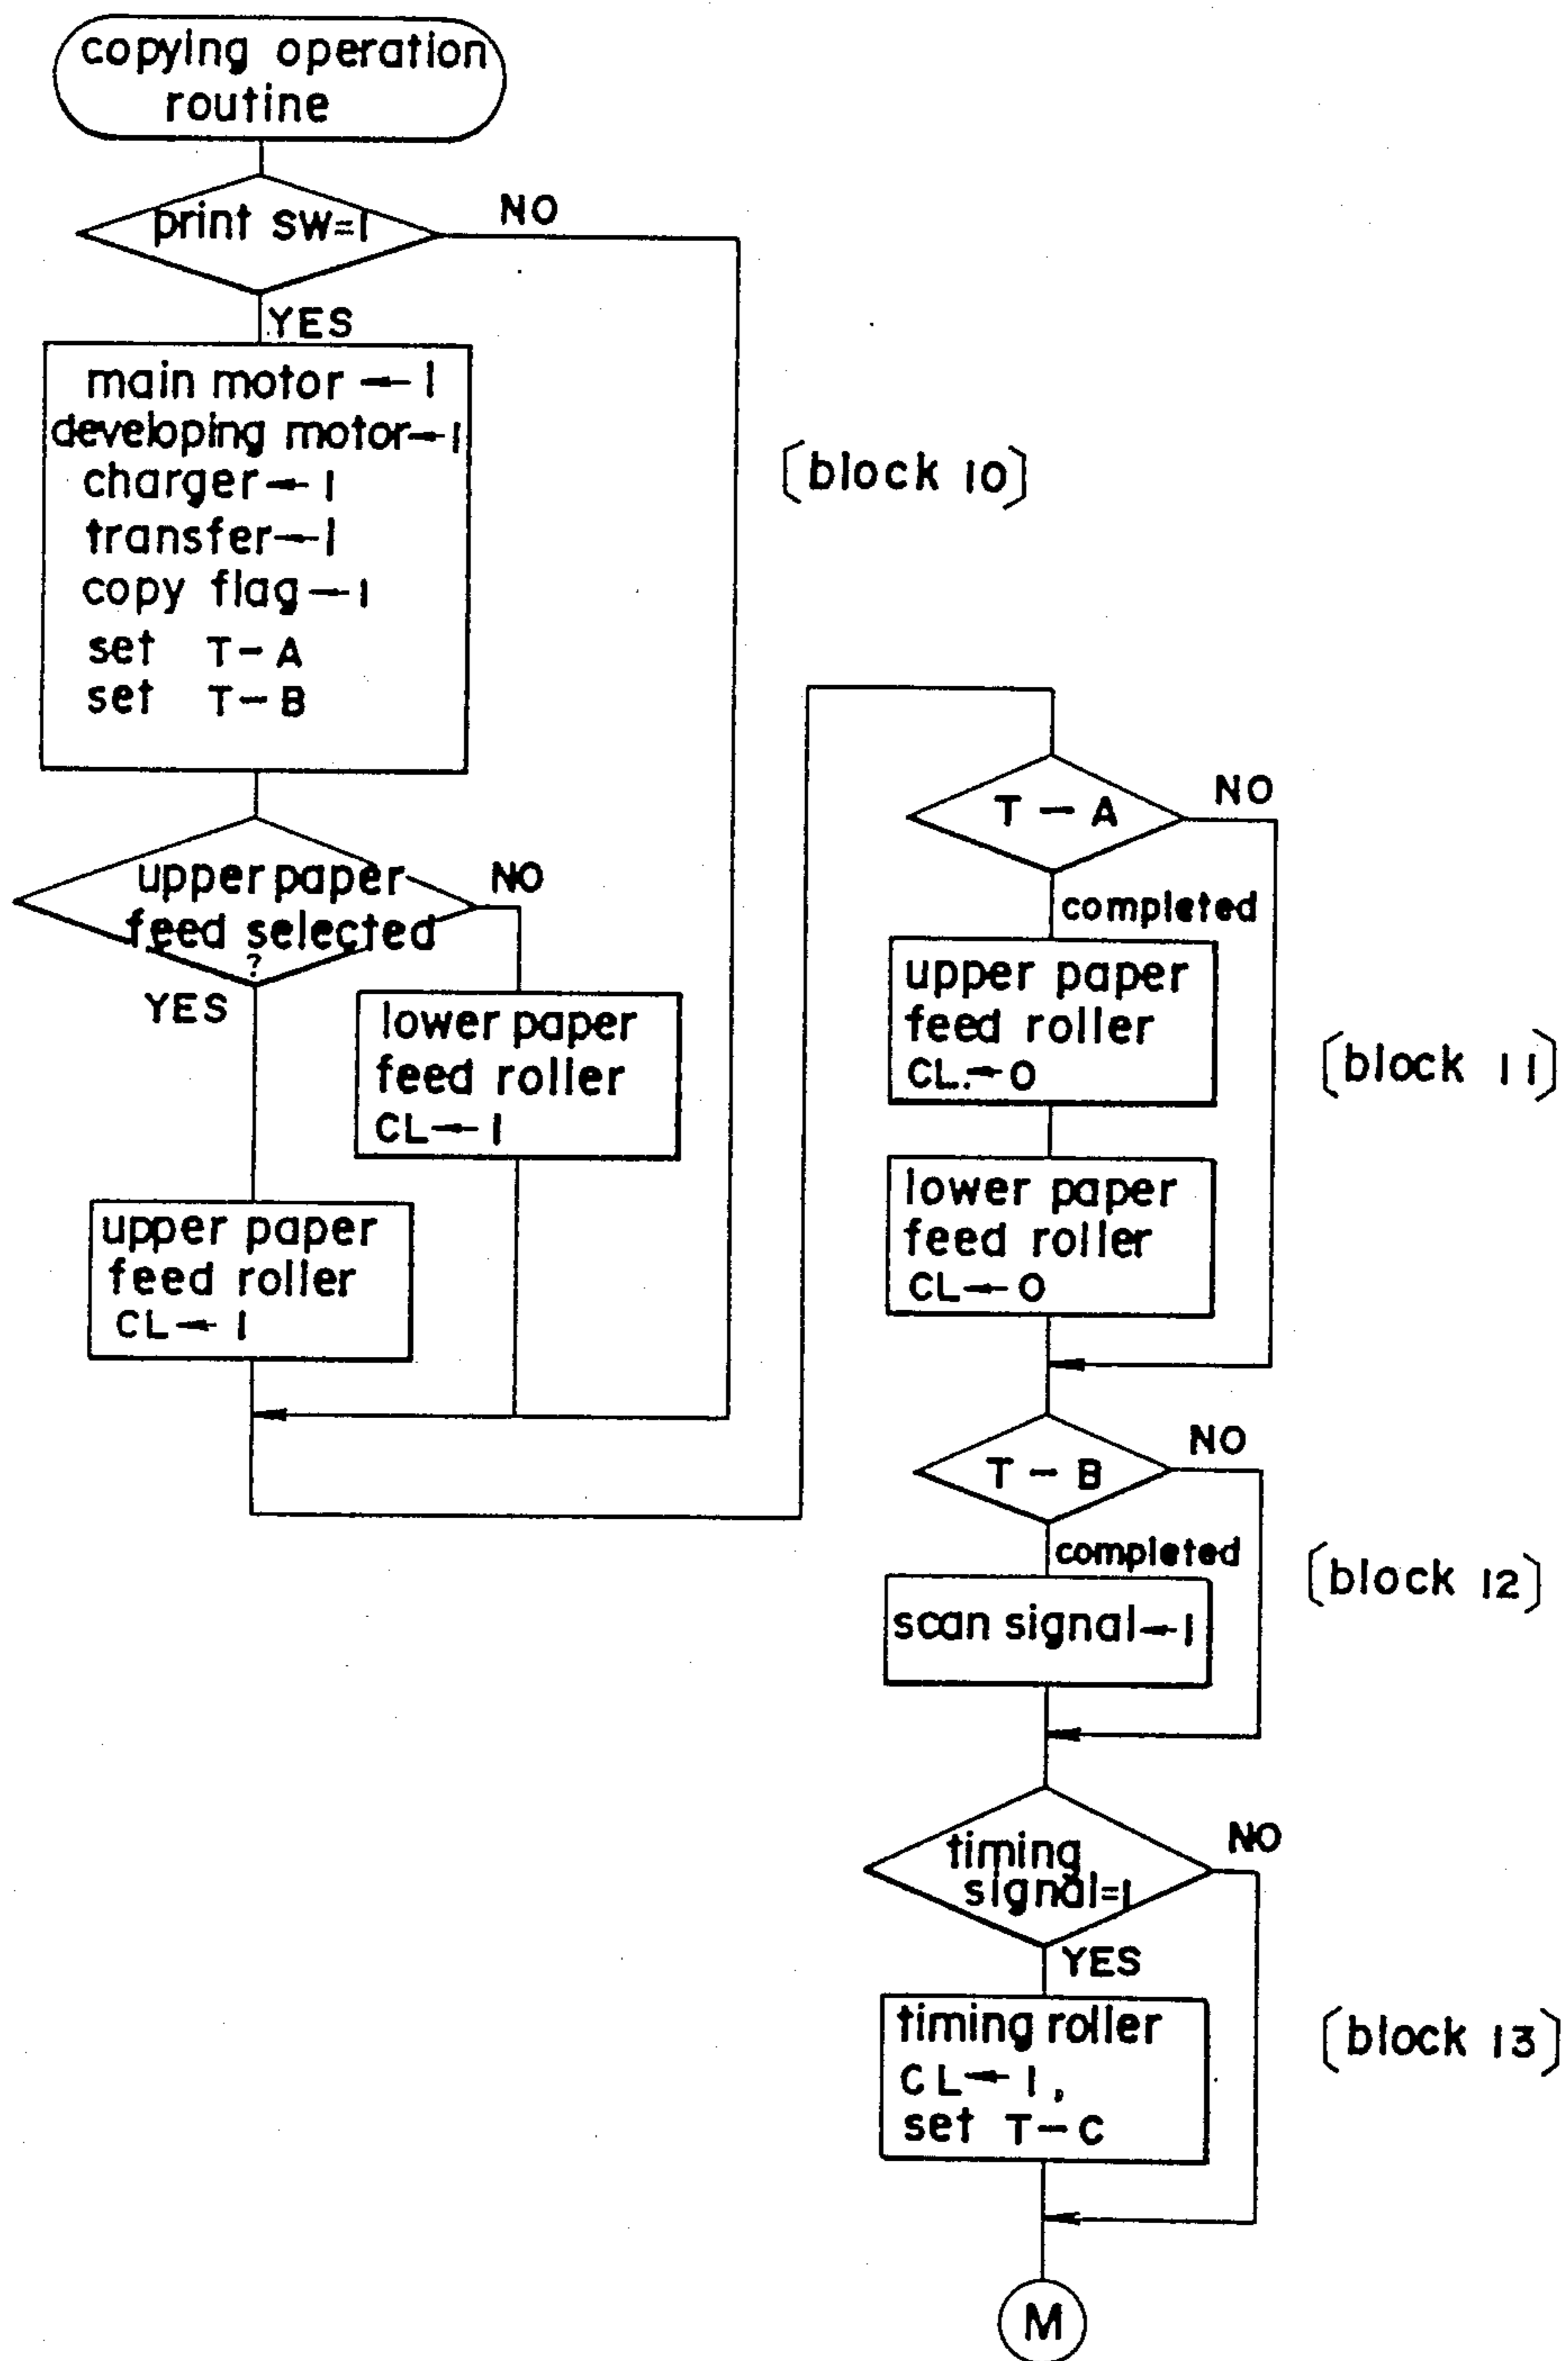 copying operation
routine
print SW=1
NO
YES
main motor ← 1
developing motor ← 1
charger ← 1
transfer ← 1
copy flag ← 1
set T-A
set T-B
[block 10]
upper paper
feed selected
?
NO
YES
lower paper
feed roller
CL ← 1
upper paper
feed roller
CL ← 1
T-A
NO
completed
upper paper
feed roller
CL. ← 0
lower paper
feed roller
CL ← 0
[block 11]
T-B
NO
completed
scan signal ← 1
[block 12]
timing
signal=1
NO
YES
timing roller
CL ← 1,
set T-C
[block 13]
M